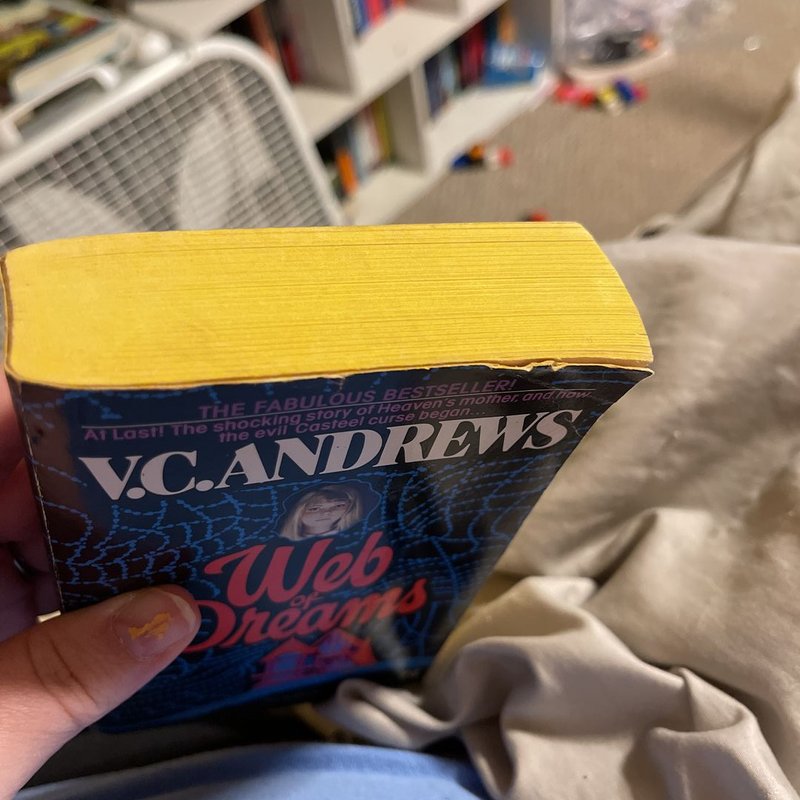 THE FABULOUS BESTSELLER!
At Last! The shocking story of Heaven's mother, and how
the evil Casteel curse began...
V.C. ANDREWS
Web
of
Dreams